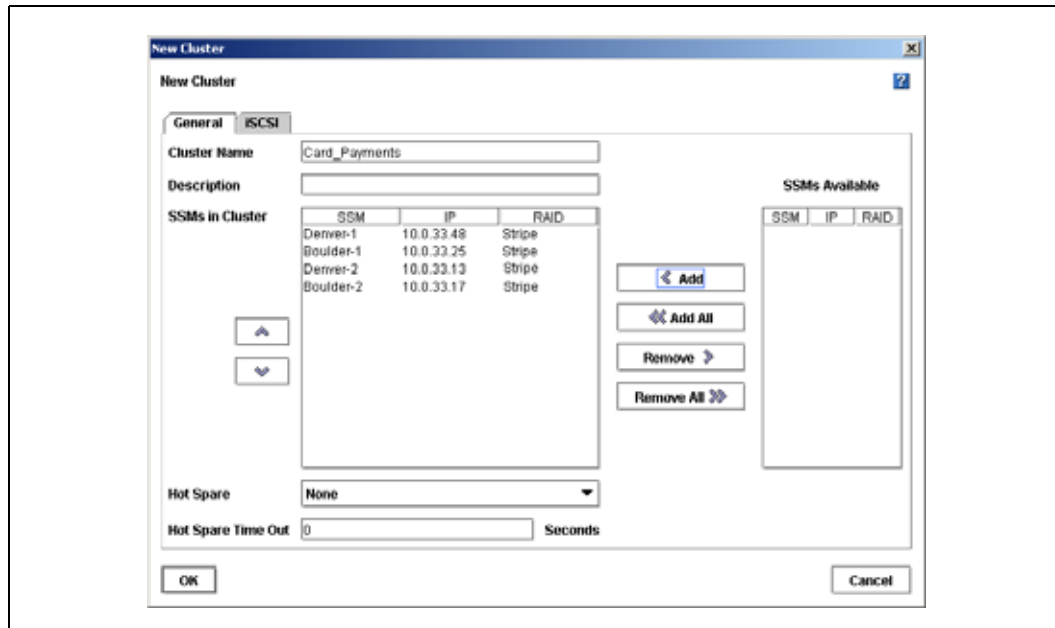 New Cluster
New Cluster
General iSCSI
Cluster Name Card_Payments
Description
SSMs Available
SSMs in Cluster
SSM IP RAID
SSM IP RAID
Denver-1 10.0.33.48 Stripe
Boulder-1 10.0.33.25 Stripe
Denver-2 10.0.33.13 Stripe
Boulder-2 10.0.33.17 Stripe
Add
Add All
Remove
Remove All
Hot Spare None
Hot Spare Time Out 0 Seconds
OK Cancel